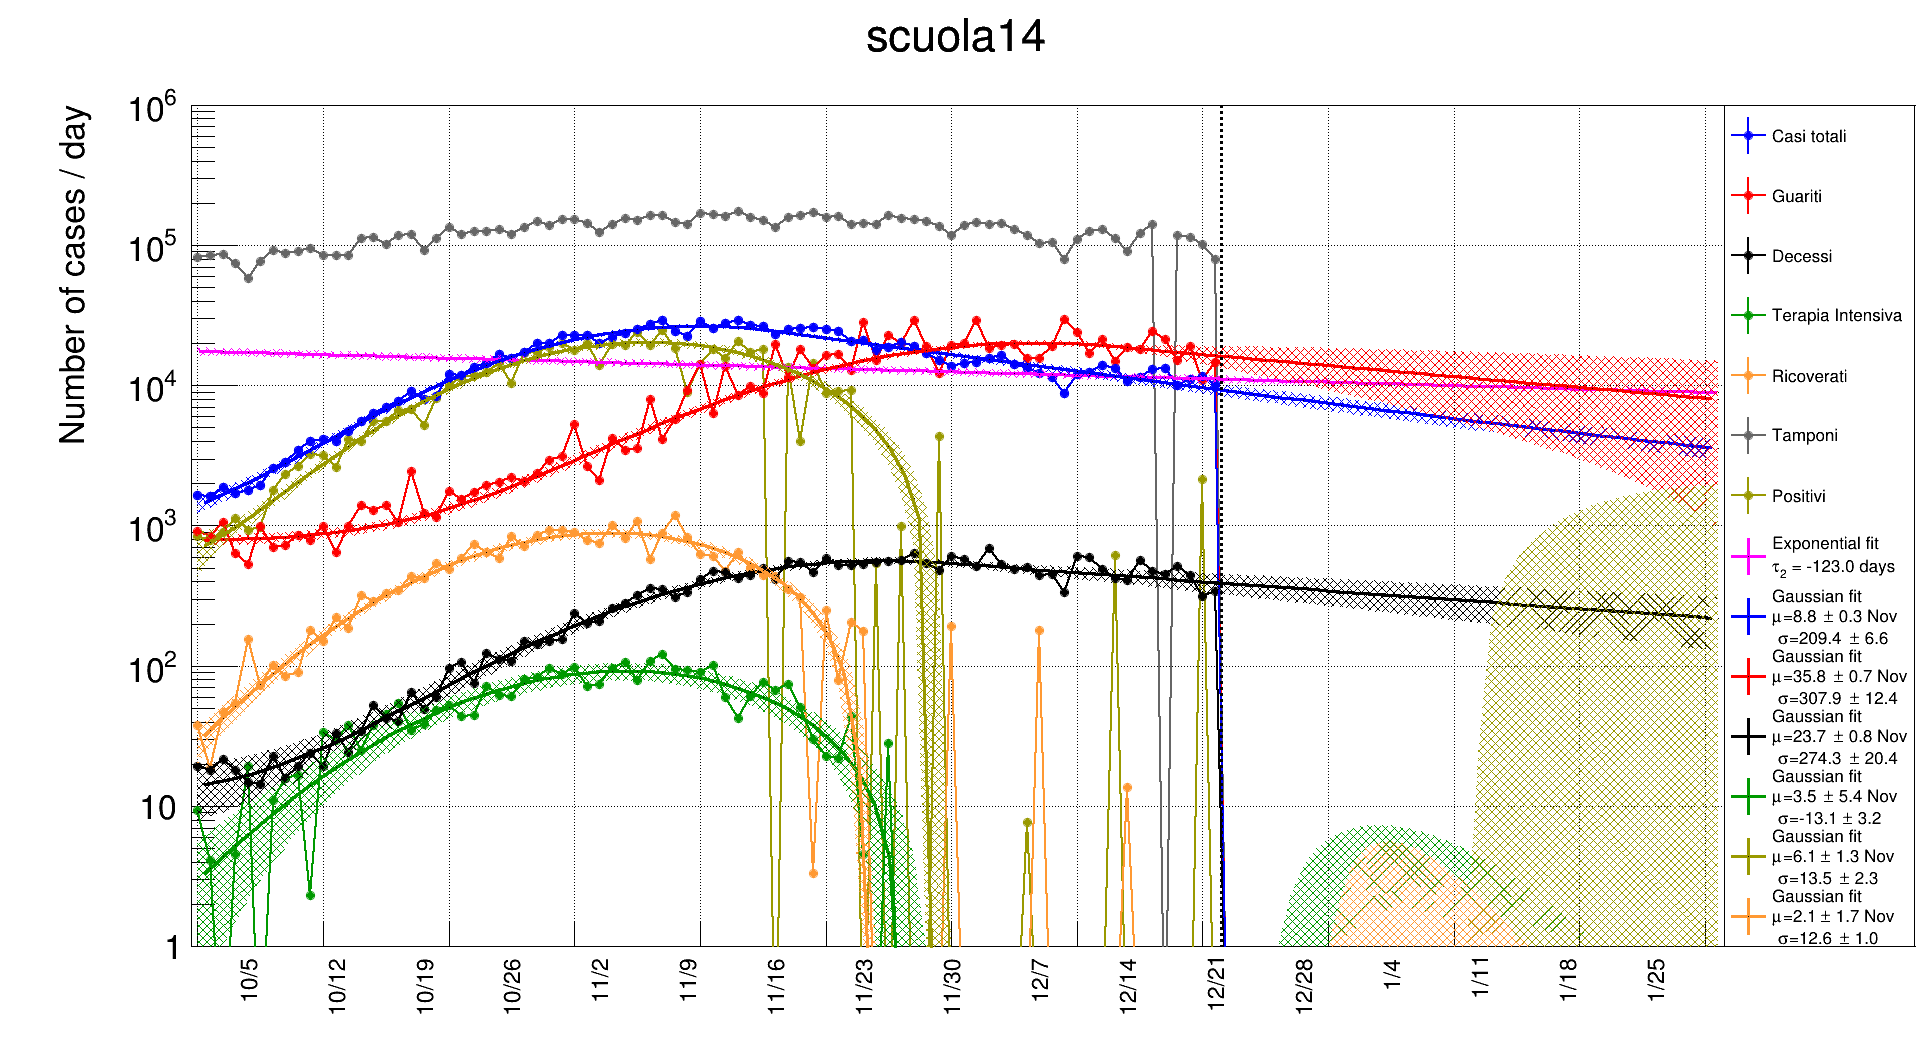 scuola14
Number of cases / day
10^6
10^5
10^4
10^3
10^2
10
1
10/5
10/12
10/19
10/26
11/2
11/9
11/16
11/23
11/30
12/7
12/14
12/21
12/28
1/4
1/11
1/18
1/25
Casi totali
Guariti
Decessi
Terapia Intensiva
Ricoverati
Tamponi
Positivi
Exponential fit
τ₂ = -123.0 days
Gaussian fit
μ=8.8 ± 0.3 Nov
σ=209.4 ± 6.6
Gaussian fit
μ=35.8 ± 0.7 Nov
σ=307.9 ± 12.4
Gaussian fit
μ=23.7 ± 0.8 Nov
σ=274.3 ± 20.4
Gaussian fit
μ=3.5 ± 5.4 Nov
σ=-13.1 ± 3.2
Gaussian fit
μ=6.1 ± 1.3 Nov
σ=13.5 ± 2.3
Gaussian fit
μ=2.1 ± 1.7 Nov
σ=12.6 ± 1.0